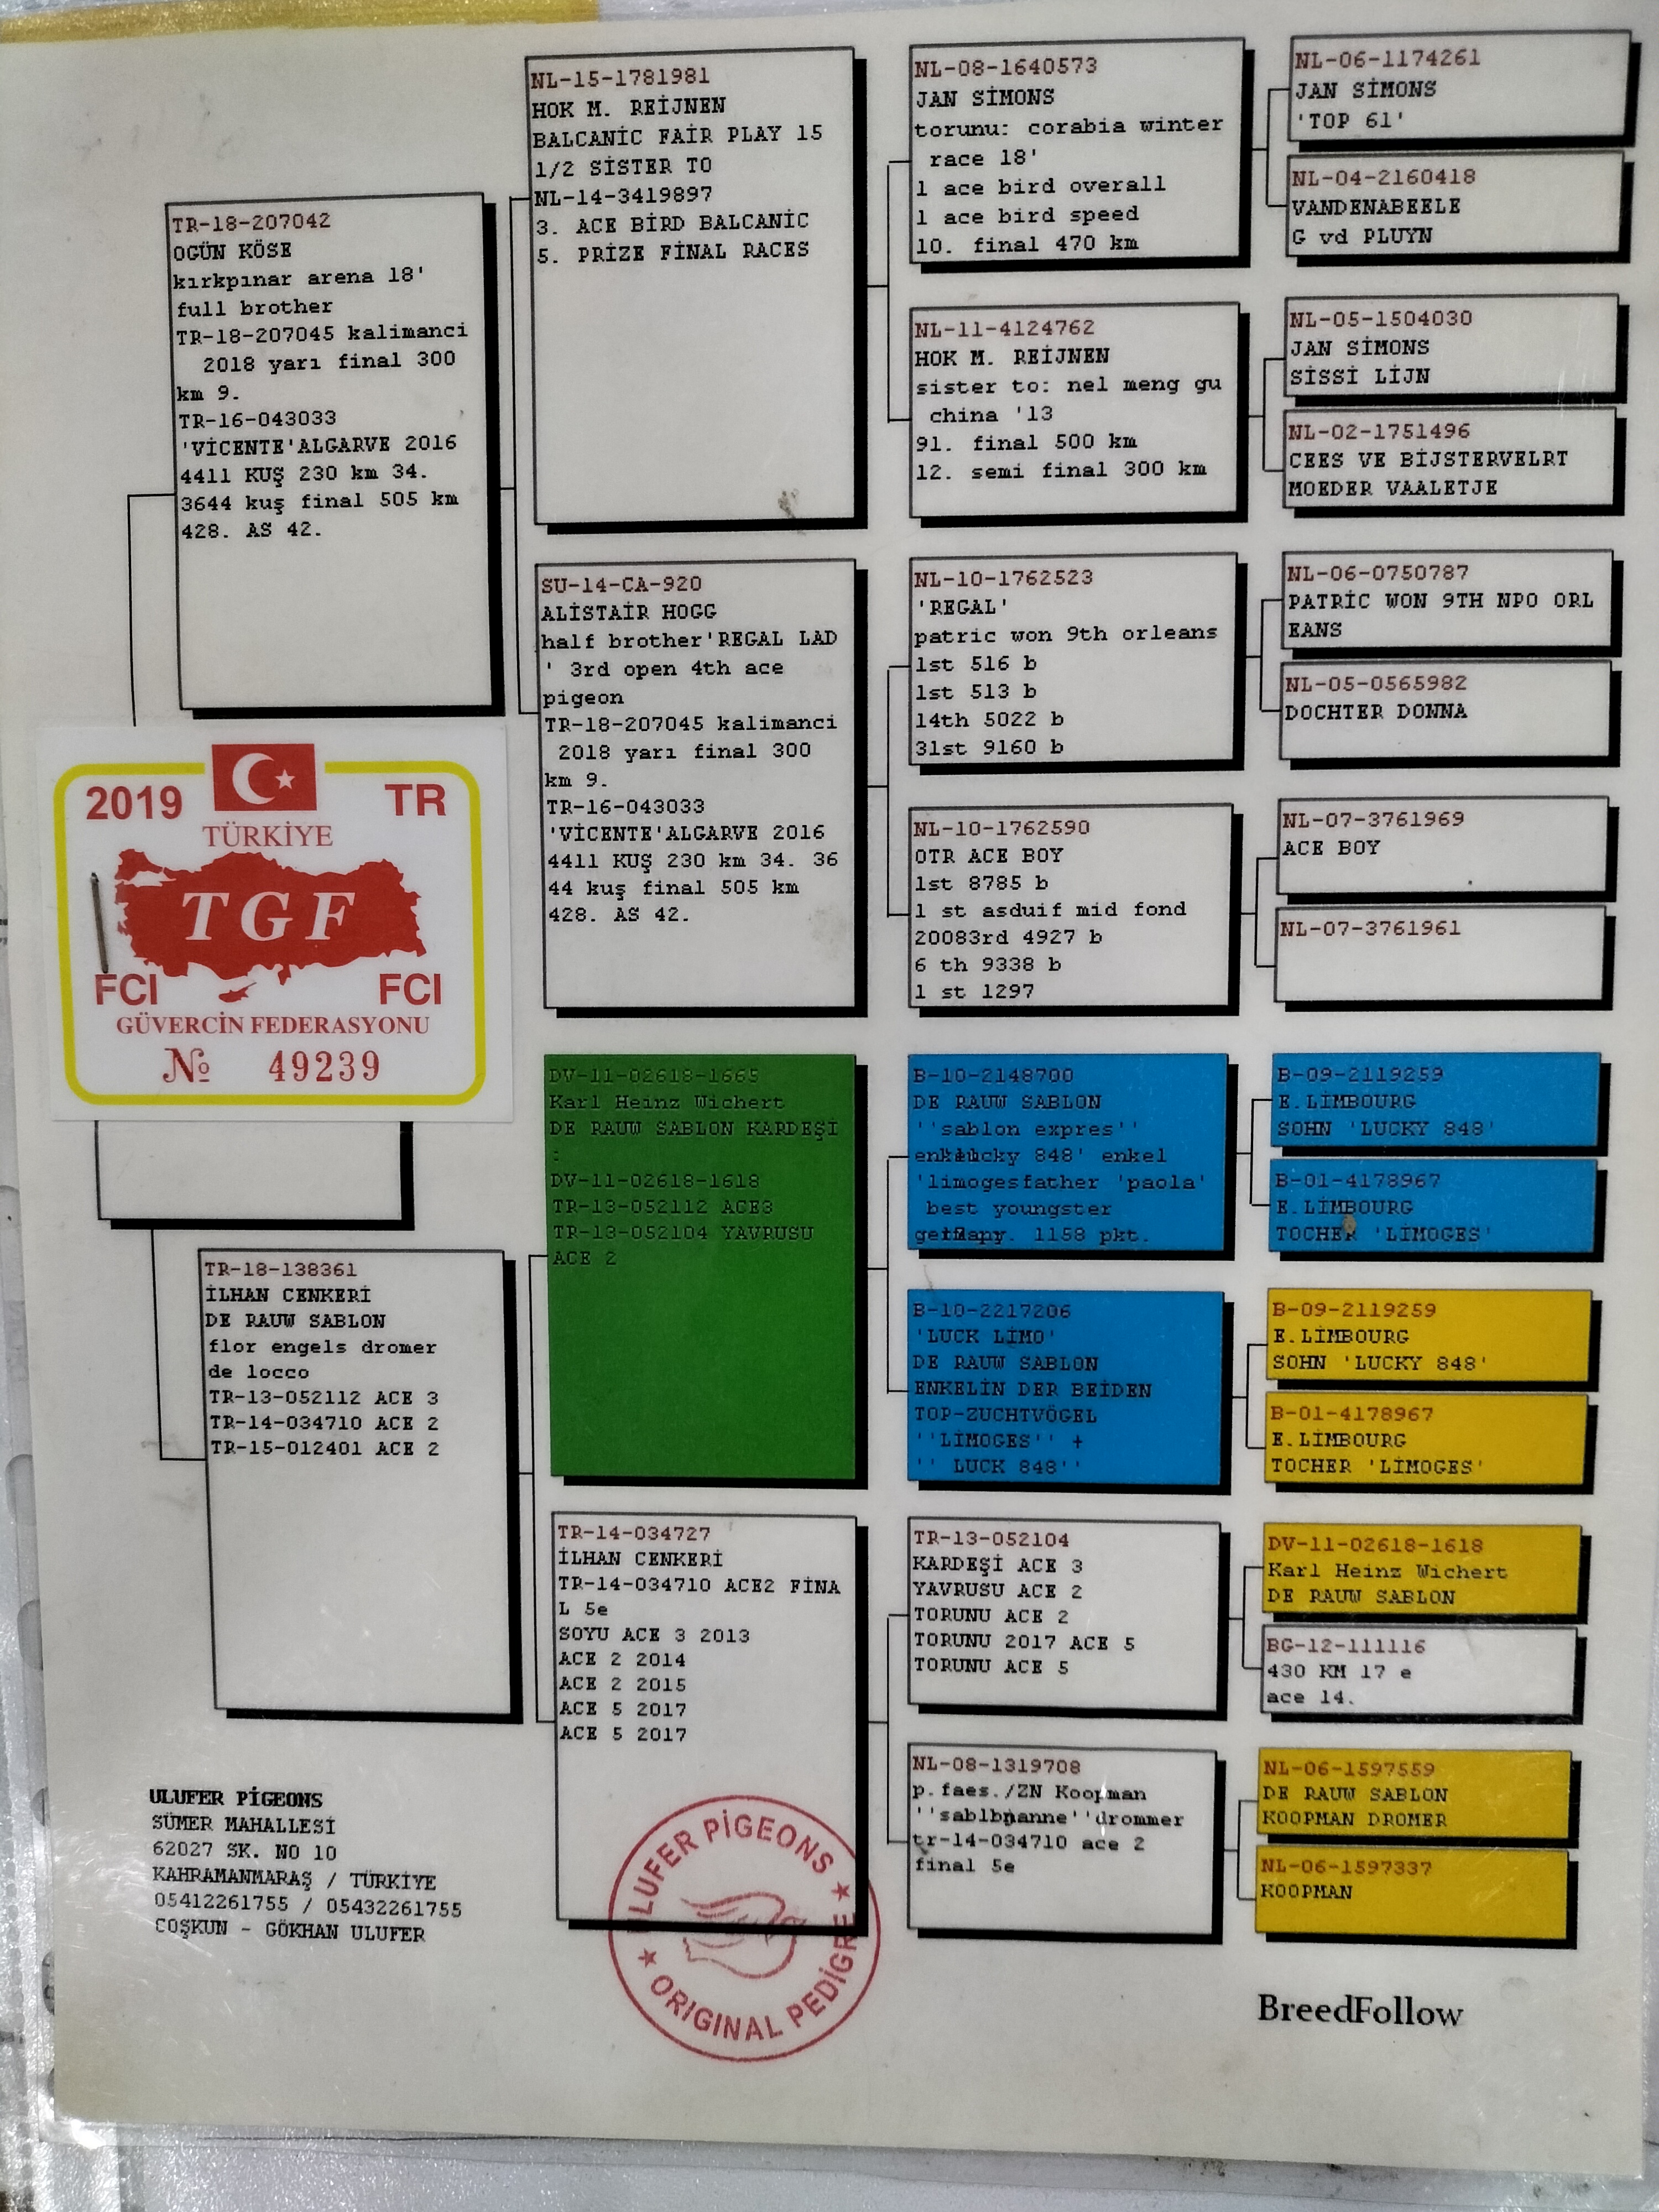 TR-18-207042
OGÜN KÖSE
kırkpınar arena 18'
full brother
TR-18-207045 kalimanci
2018 yarı final 300
km 9.
TR-16-043033
'VİCENTE'ALGARVE 2016
4411 KUŞ 230 km 34.
3644 kuş final 505 km
428. AS 42.
2019 TR
TÜRKİYE
TGF
FCI FCI
GÜVERCİN FEDERASYONU
№ 49239
TR-18-138361
İLHAN CENKERİ
DE RAUW SABLON
flor engels dromer
de locco
TR-13-052112 ACE 3
TR-14-034710 ACE 2
TR-15-012401 ACE 2
NL-15-1781981
HOK M. REİJNEN
BALCANİC FAİR PLAY 15
1/2 SİSTER TO
NL-14-3419897
3. ACE BİRD BALCANİC
5. PRİZE FİNAL RACES
SU-14-CA-920
ALİSTAİR HOGG
half brother'REGAL LAD
' 3rd open 4th ace
pigeon
TR-18-207045 kalimanci
2018 yarı final 300
km 9.
TR-16-043033
'VİCENTE'ALGARVE 2016
4411 KUŞ 230 km 34. 36
44 kuş final 505 km
428. AS 42.
DV-11-02618-1665
Karl Heinz Wichert
DE RAUW SABLON KARDEŞİ
:
DV-11-02618-1618
TR-13-052112 ACE3
TR-13-052104 YAVRUSU
ACE 2
TR-14-034727
İLHAN CENKERİ
TR-14-034710 ACE2 FİNA
L 5e
SOYU ACE 3 2013
ACE 2 2014
ACE 2 2015
ACE 5 2017
ACE 5 2017
NL-08-1640573
JAN SİMONS
torunu: corabia winter
race 18'
1 ace bird overall
1 ace bird speed
10. final 470 km
NL-11-4124762
HOK M. REİJNEN
sister to: nel meng gu
china '13
91. final 500 km
12. semi final 300 km
NL-10-1762523
'REGAL'
patric won 9th orleans
1st 516 b
1st 513 b
14th 5022 b
31st 9160 b
NL-10-1762590
OTR ACE BOY
1st 8785 b
1 st asduif mid fond
20083rd 4927 b
6 th 9338 b
1 st 1297
B-10-2148700
DE RAUW SABLON
''sablon expres''
848' enkel
'limogesfather 'paola'
best youngster
1158 pkt.
B-10-2217206
'LUCK LİMO'
DE RAUW SABLON
ENKELİN DER BEİDEN
TOP-ZUCHTVÖGEL
''LİMOGES'' +
'' LUCK 848''
TR-13-052104
KARDEŞİ ACE 3
YAVRUSU ACE 2
TORUNU ACE 2
TORUNU 2017 ACE 5
TORUNU ACE 5
NL-08-1319708
p.faes./ZN Koopman
drommer
tr-14-034710 ace 2
final 5e
NL-06-1174261
JAN SİMONS
'TOP 61'
NL-04-2160418
VANDENABEELE
G vd PLUYN
NL-05-1504030
JAN SİMONS
SİSSİ LİJN
NL-02-1751496
CEES VE BİJSTERVELRT
MOEDER VAALETJE
NL-06-0750787
PATRİC WON 9TH NPO ORL
EANS
NL-05-0565982
DOCHTER DONNA
NL-07-3761969
ACE BOY
NL-07-3761961
B-09-2119259
E.LİMBOURG
SOHN 'LUCKY 848'
B-01-4178967
E.LİMBOURG
TOCHER 'LİMOGES'
B-09-2119259
E.LİMBOURG
SOHN 'LUCKY 848'
B-01-4178967
E.LİMBOURG
TOCHER 'LİMOGES'
DV-11-02618-1618
Karl Heinz Wichert
DE RAUW SABLON
BG-12-111116
430 KM 17 e
ace 14.
NL-06-1597559
DE RAUW SABLON
KOOPMAN DROMER
NL-06-1597337
KOOPMAN
ULUFER PİGEONS
SÜMER MAHALLESİ
62027 SK. NO 10
KAHRAMANMARAŞ / TÜRKİYE
05412261755 / 05432261755
COŞKUN - GÖKHAN ULUFER
ULUFER PİGEONS
ORIGINAL PEDİGRE
BreedFollow